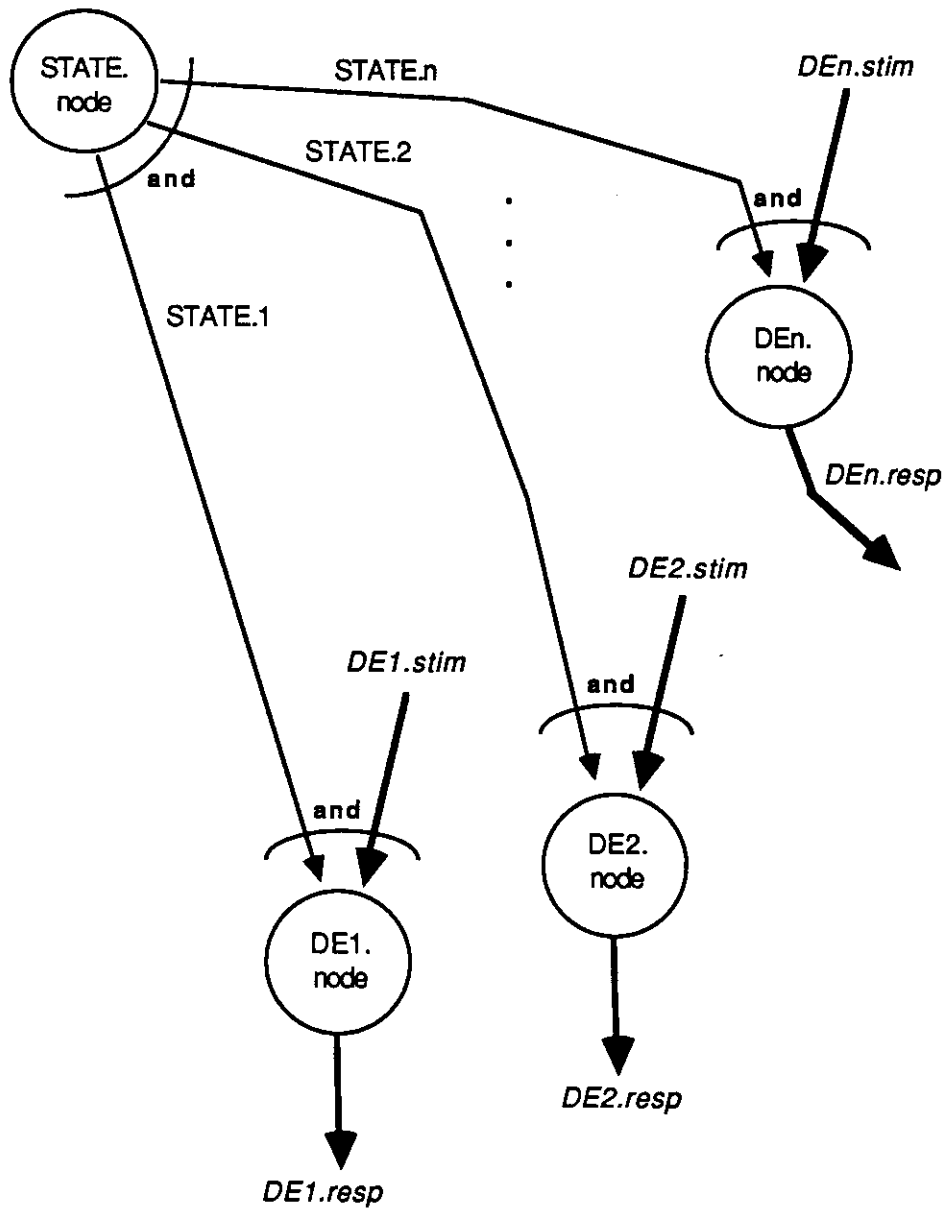 STATE.
node
STATE.n
DEn.stim
STATE.2
and
and
STATE.1
DEn.
node
DEn.resp
DE2.stim
DE1.stim
and
and
DE2.
node
DE1.
node
DE2.resp
DE1.resp